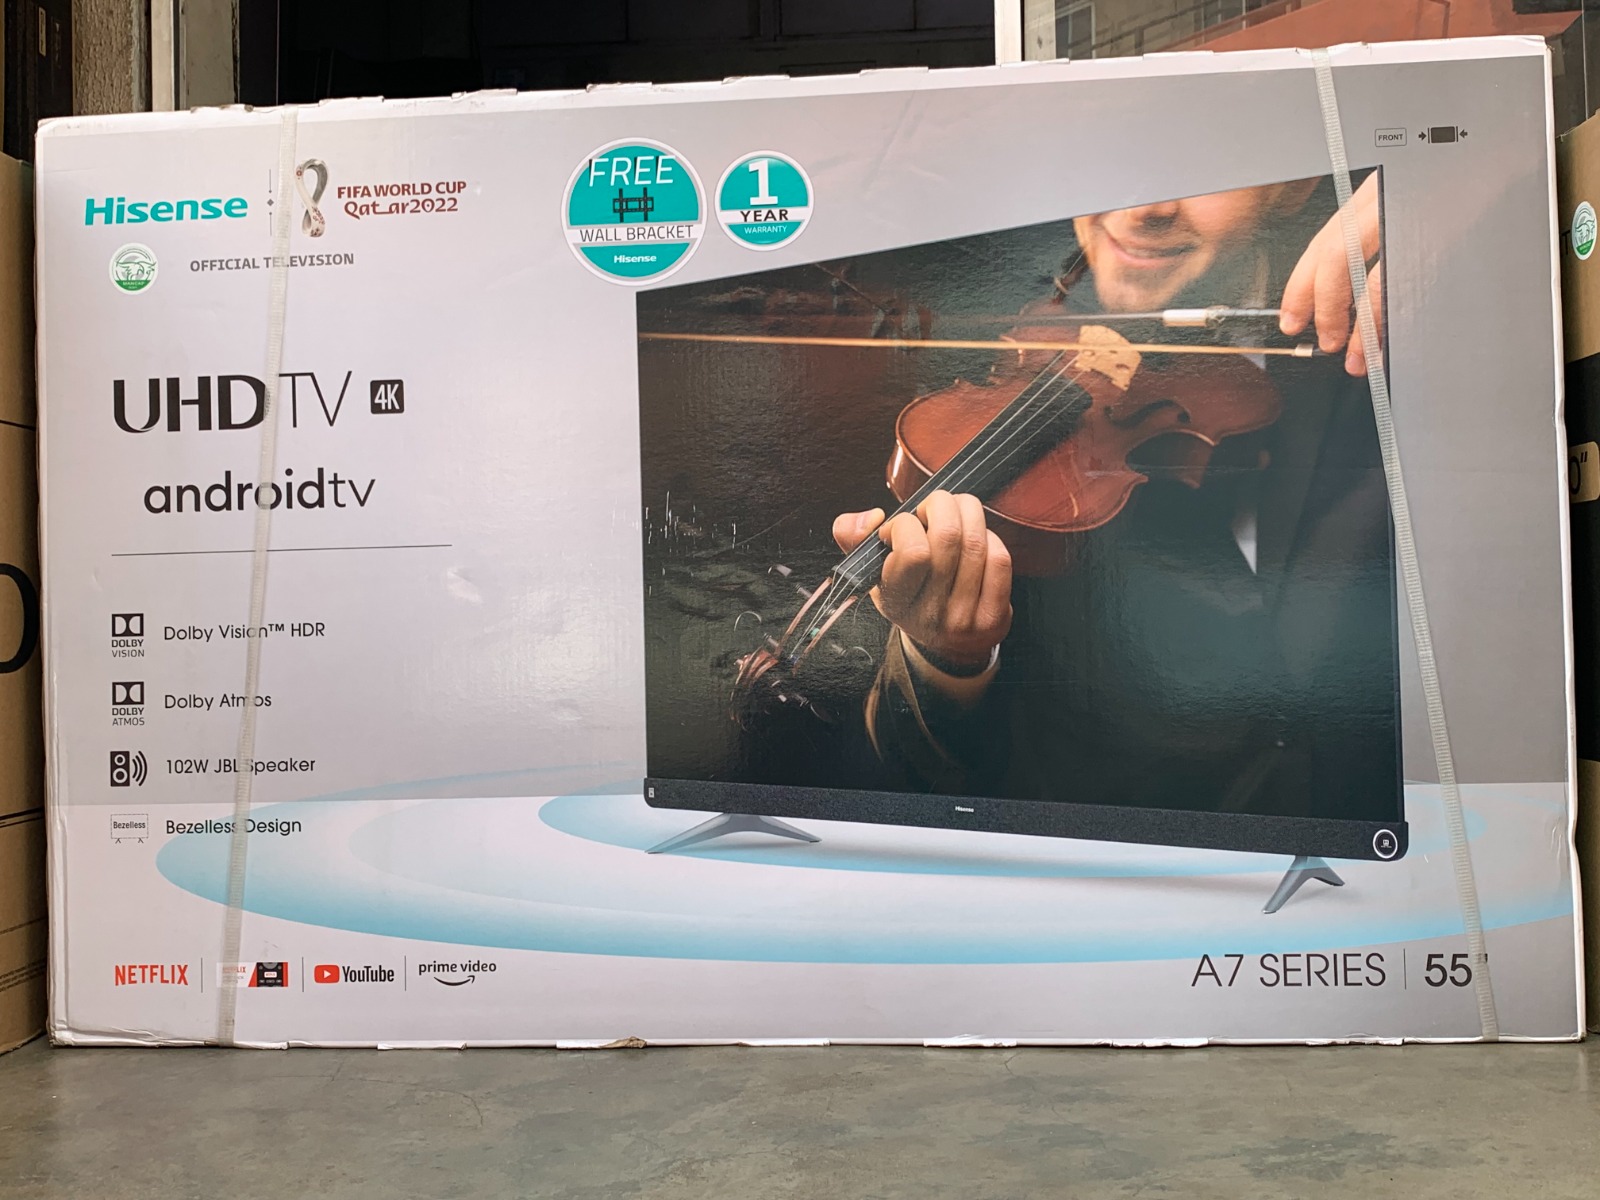 Hisense
FIFA WORLD CUP
Qatar2022
OFFICIAL TELEVISION
FREE
WALL BRACKET
Hisense
1
YEAR
WARRANTY
FRONT
UHD TV 4K
androidtv
DOLBY
VISION
Dolby Vision™ HDR
DOLBY
ATMOS
Dolby Atmos
102W JBL Speaker
Bezelless
Bezelless Design
Hisense
NETFLIX
YouTube
prime video
A7 SERIES
55"
0"